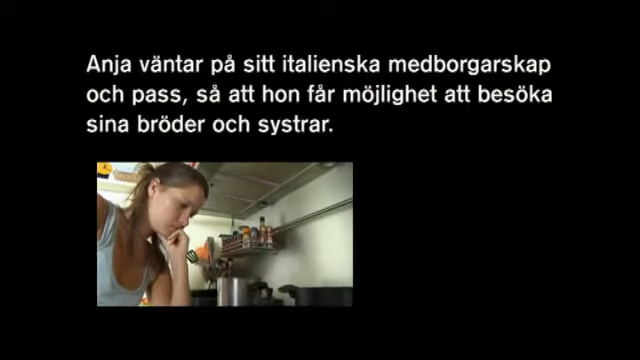 Anja väntar på sitt italienska medborgarskap
och pass, så att hon får möjlighet att besöka
sina bröder och systrar.